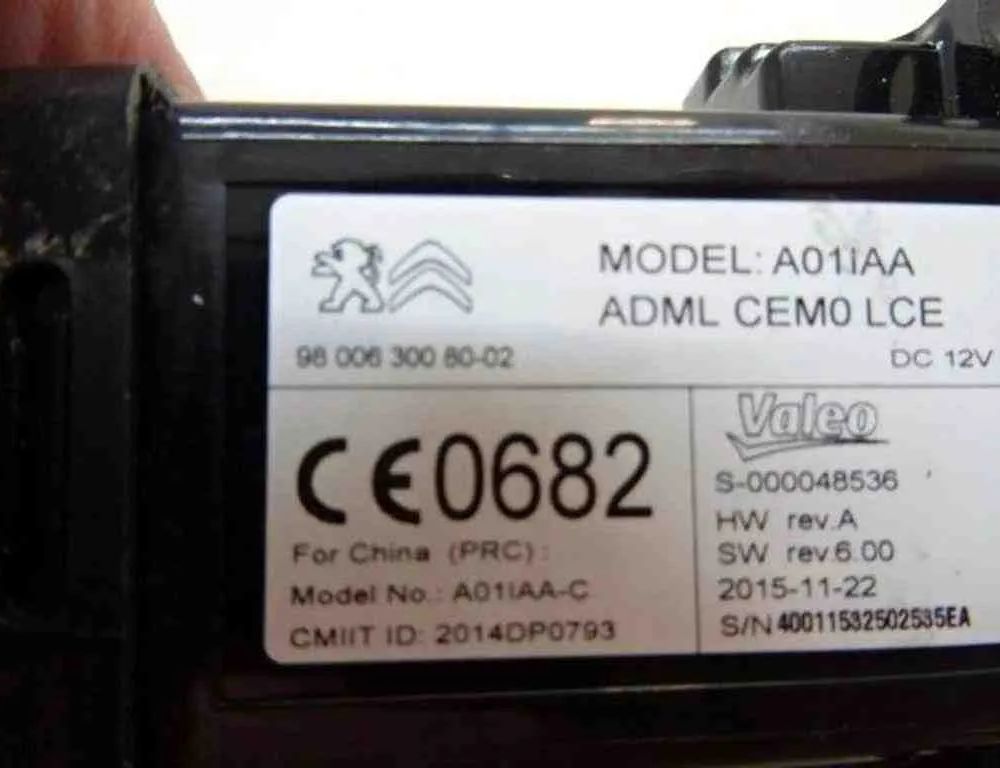 MODEL: A01IAA
ADML CEM0 LCE
98 006 300 80-02
DC 12V
CE0682
For China (PRC) :
Model No.: A01IAA-C
CMIIT ID: 2014DP0793
Valeo
S-000048536
HW rev.A
SW rev.6.00
2015-11-22
S/N 40011532502535EA